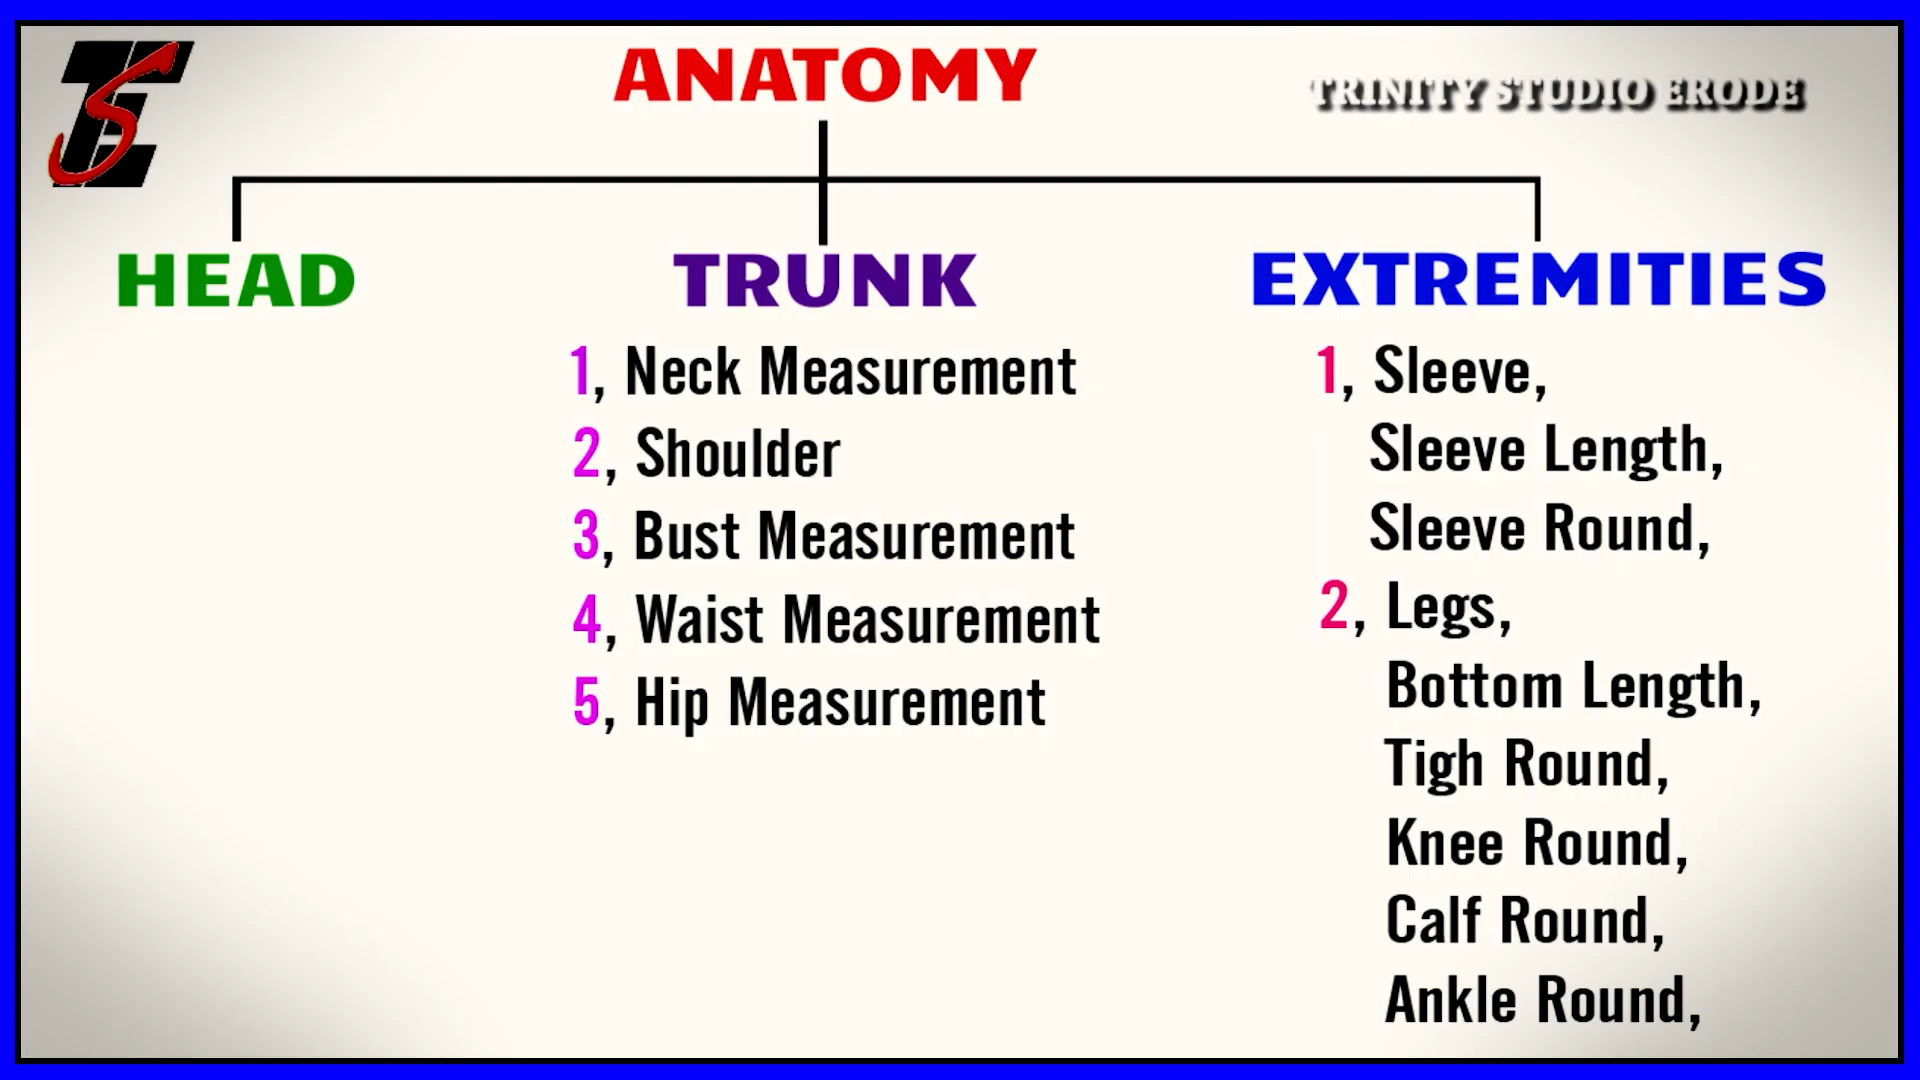 ANATOMY
TRINITY STUDIO ERODE
HEAD
TRUNK
1, Neck Measurement
2, Shoulder
3, Bust Measurement
4, Waist Measurement
5, Hip Measurement
EXTREMITIES
1, Sleeve,
Sleeve Length,
Sleeve Round,
2, Legs,
Bottom Length,
Tigh Round,
Knee Round,
Calf Round,
Ankle Round,